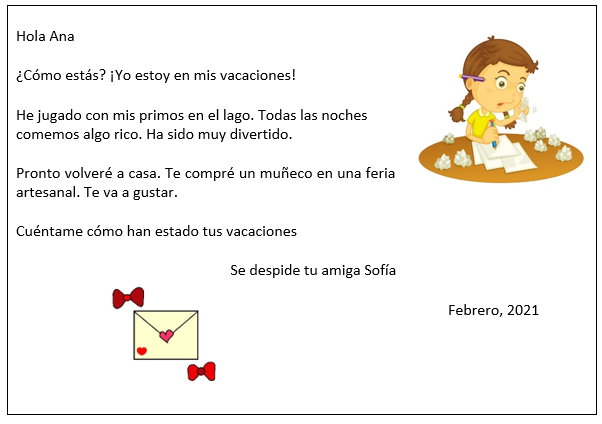 Hola Ana
¿Cómo estás? ¡Yo estoy en mis vacaciones!
He jugado con mis primos en el lago. Todas las noches
comemos algo rico. Ha sido muy divertido.
Pronto volveré a casa. Te compré un muñeco en una feria
artesanal. Te va a gustar.
Cuéntame cómo han estado tus vacaciones
Se despide tu amiga Sofía
Febrero, 2021